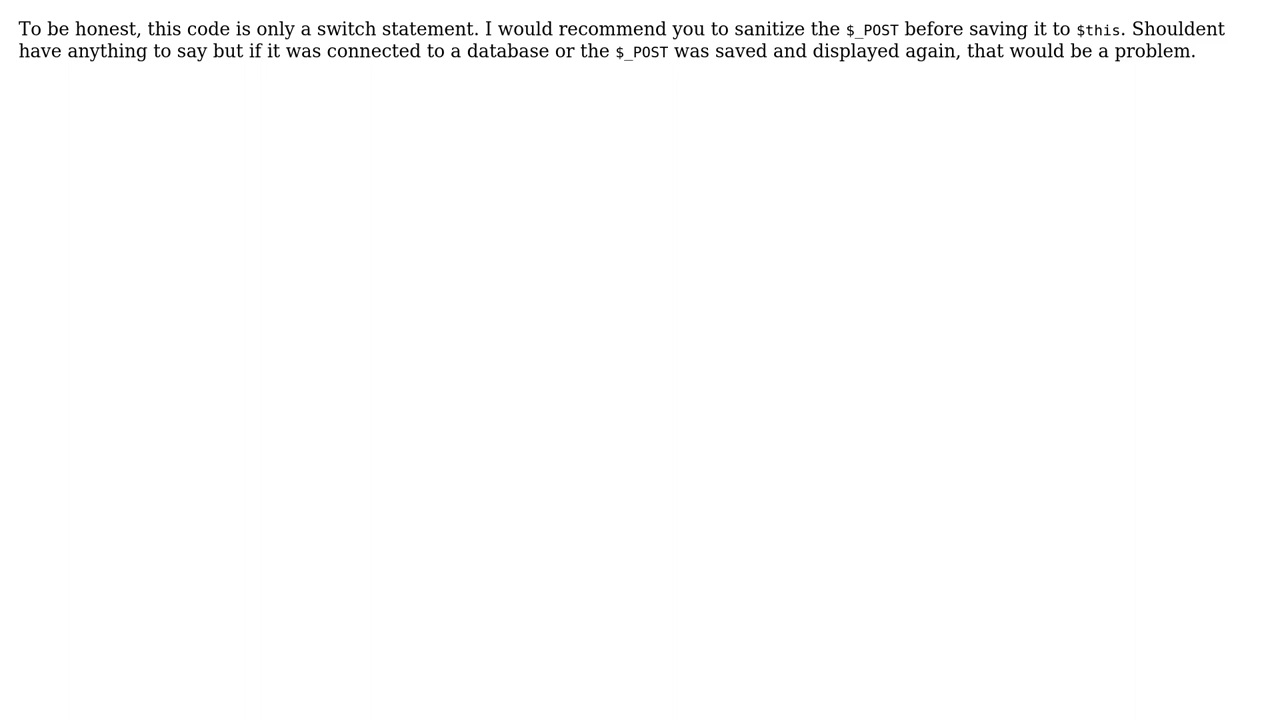 To be honest, this code is only a switch statement. I would recommend you to sanitize the $_POST before saving it to $this. Shouldent
have anything to say but if it was connected to a database or the $_POST was saved and displayed again, that would be a problem.